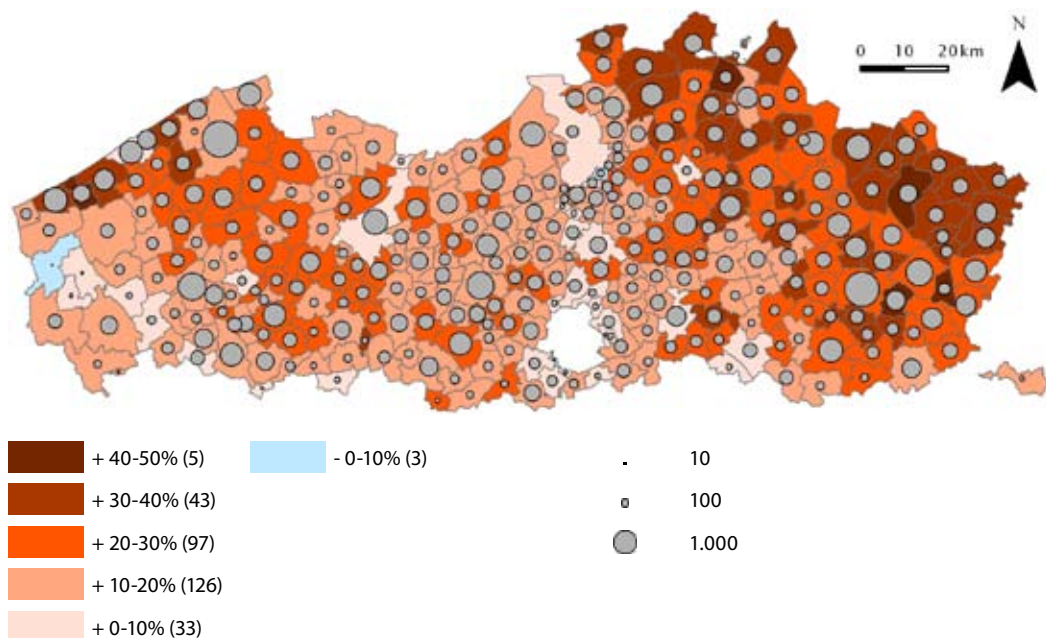 N
0 10 20km
+ 40-50% (5)
- 0-10% (3)
10
+ 30-40% (43)
100
+ 20-30% (97)
1.000
+ 10-20% (126)
+ 0-10% (33)